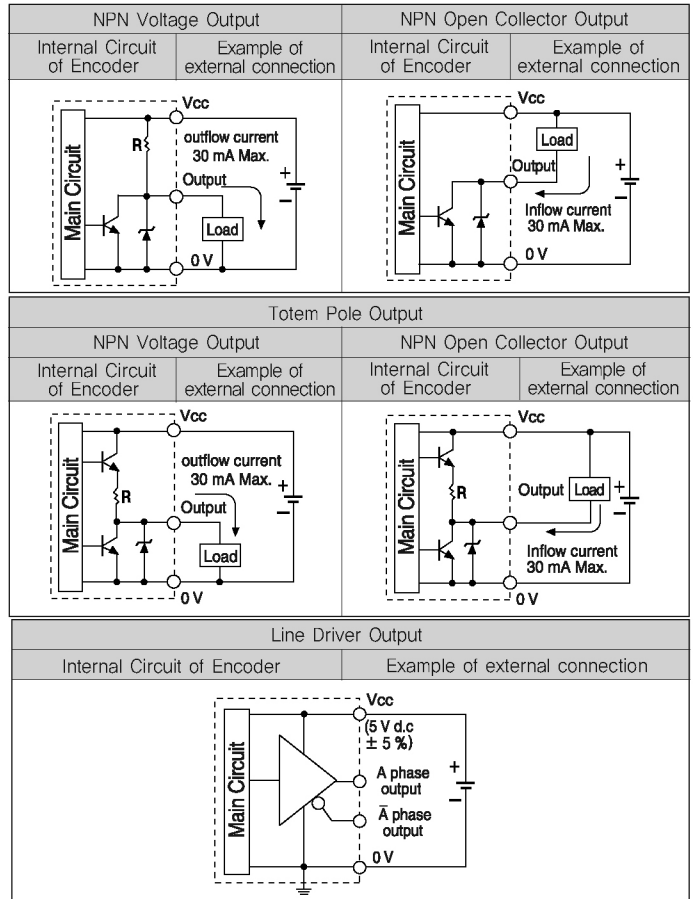 NPN Voltage Output
NPN Open Collector Output
Internal Circuit
of Encoder
Example of
external connection
Internal Circuit
of Encoder
Example of
external connection
Main Circuit
R
Vcc
outflow current
30 mA Max.
Output
Load
0 V
+
−
Main Circuit
Vcc
Load
Output
Inflow current
30 mA Max.
0 V
+
−
Totem Pole Output
NPN Voltage Output
NPN Open Collector Output
Internal Circuit
of Encoder
Example of
external connection
Internal Circuit
of Encoder
Example of
external connection
Main Circuit
R
Vcc
outflow current
30 mA Max.
Output
Load
0 V
+
−
Main Circuit
R
Vcc
Output
Load
Inflow current
30 mA Max.
0 V
+
−
Line Driver Output
Internal Circuit of Encoder
Example of external connection
Main Circuit
Vcc
(5 V d.c
± 5 %)
A phase
output
A̅ phase
output
0 V
+
−